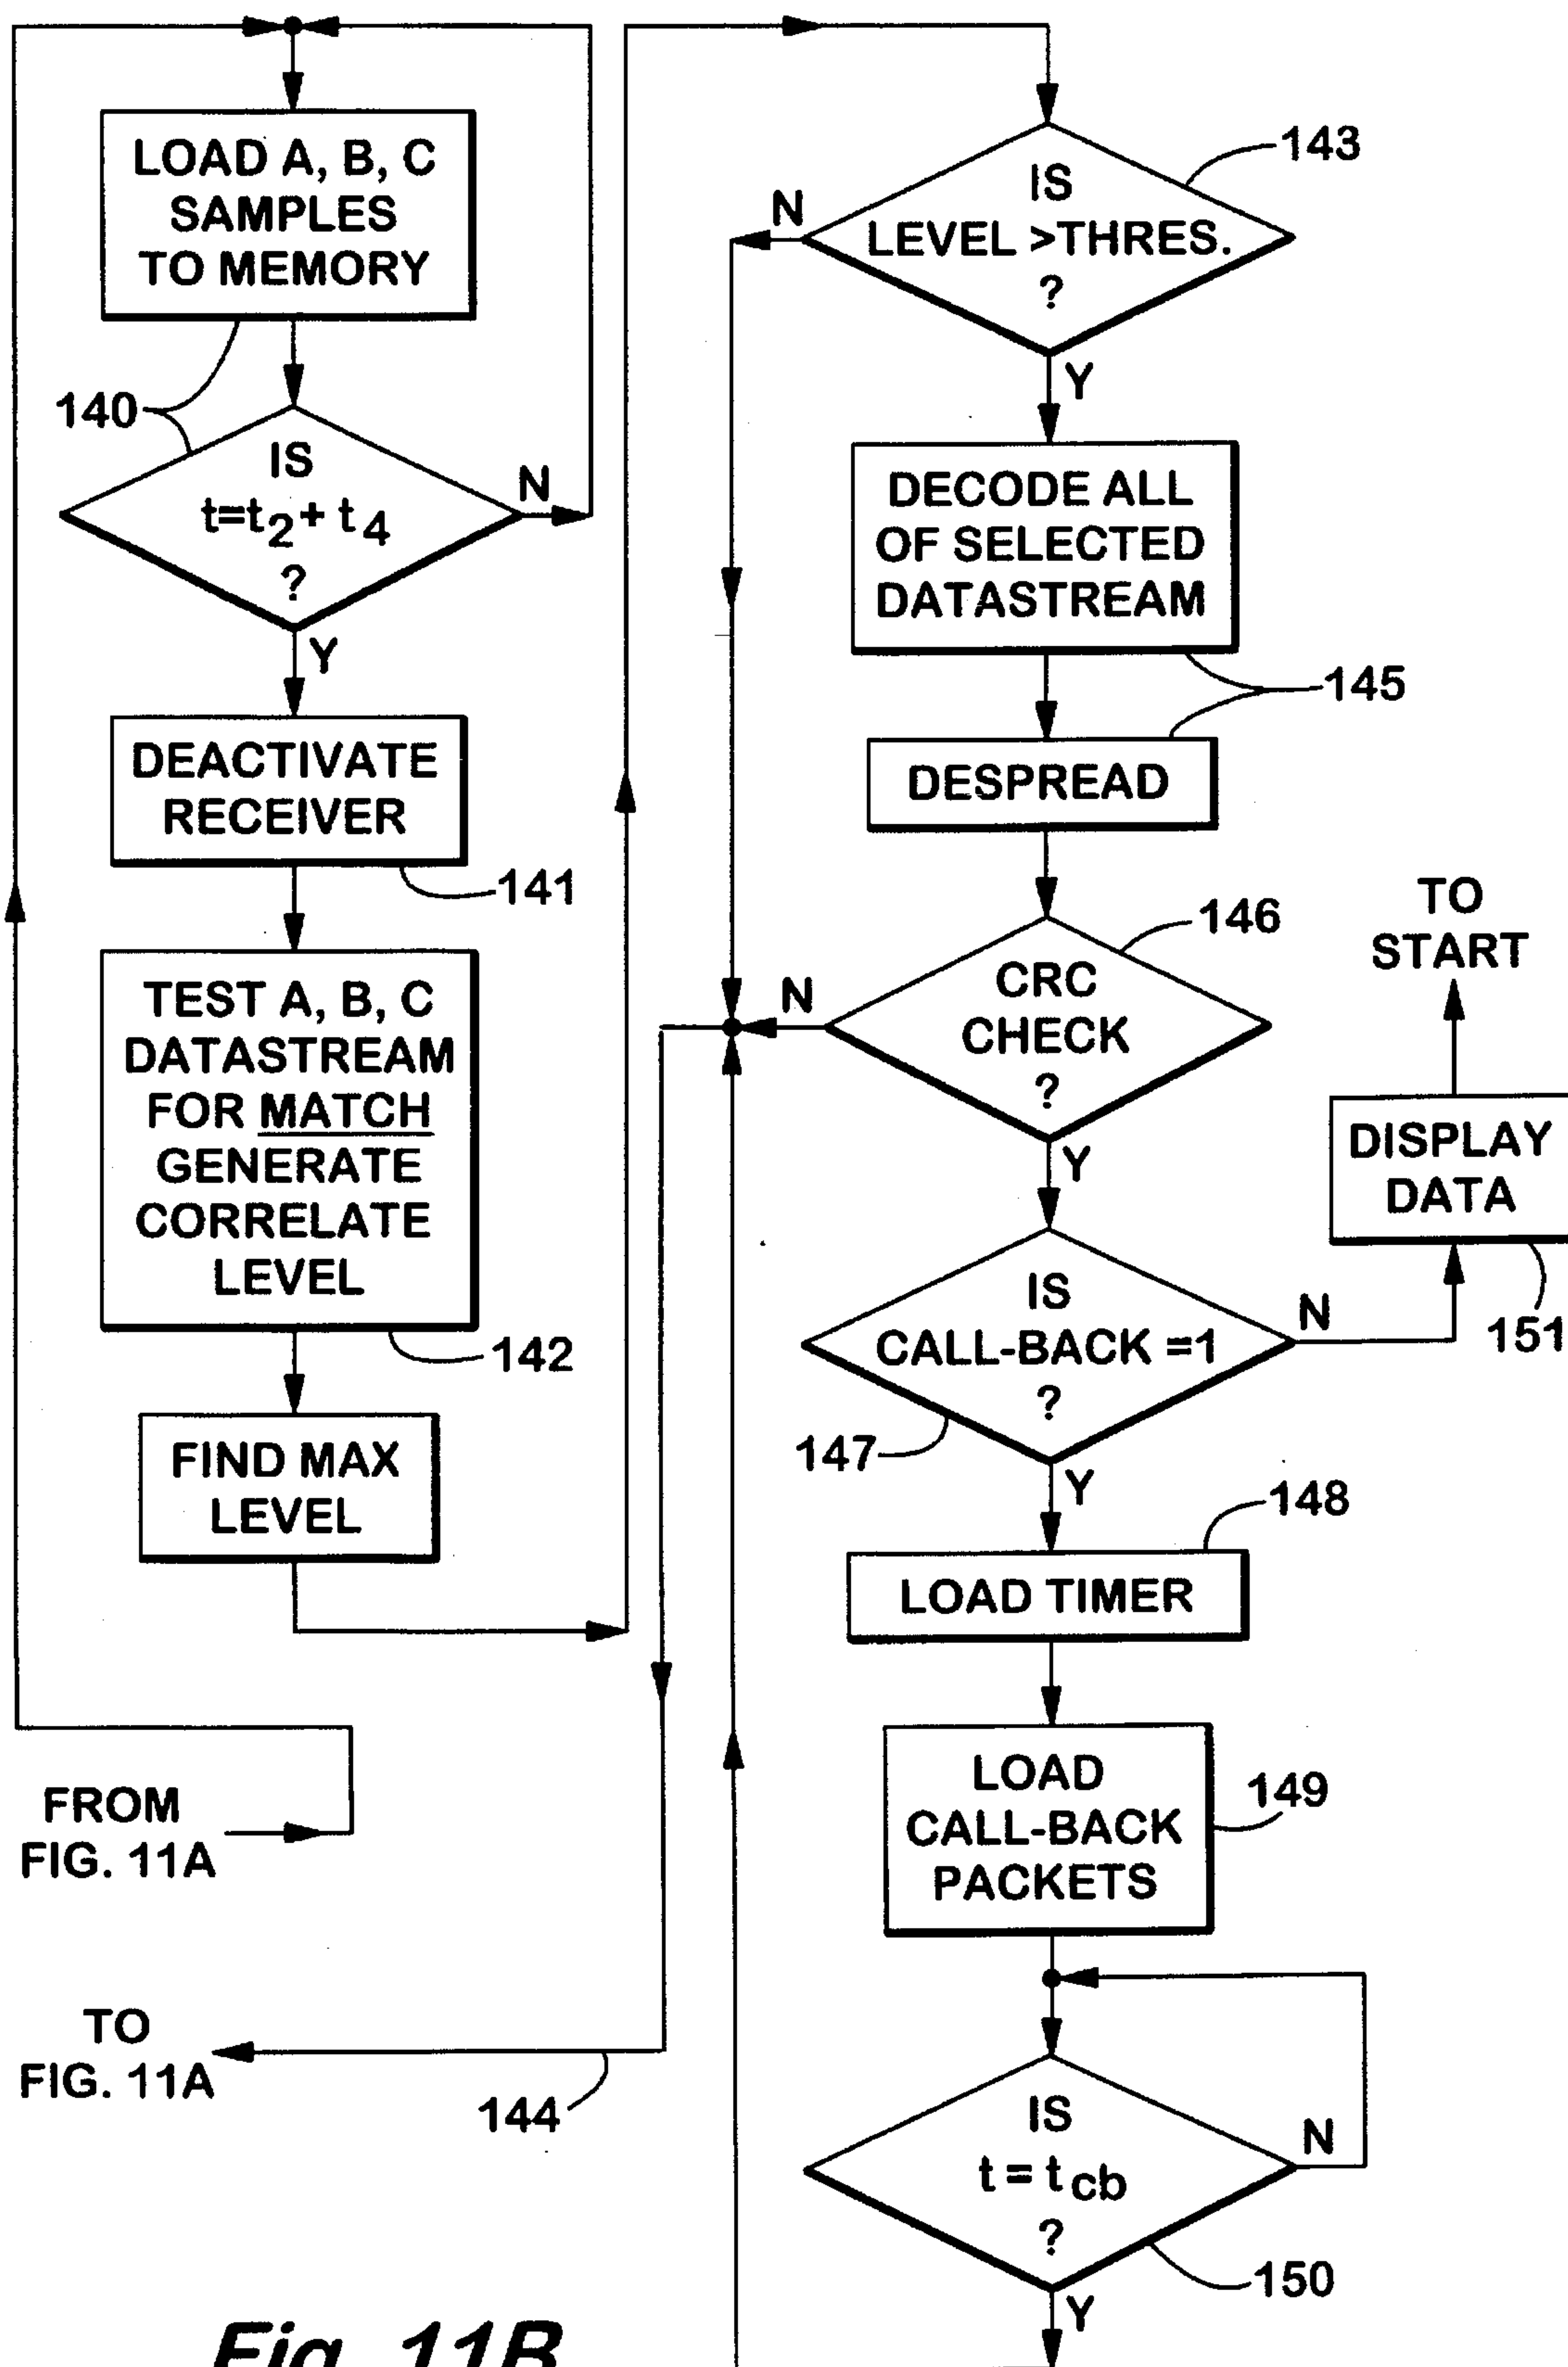 LOAD A, B, C
SAMPLES
TO MEMORY
140
IS
t=t2+ t4
?
N
Y
DEACTIVATE
RECEIVER
141
TEST A, B, C
DATASTREAM
FOR MATCH
GENERATE
CORRELATE
LEVEL
142
FIND MAX
LEVEL
FROM
FIG. 11A
TO
FIG. 11A
144
143
IS
LEVEL >THRES.
?
N
Y
DECODE ALL
OF SELECTED
DATASTREAM
145
DESPREAD
146
CRC
CHECK
?
N
Y
TO
START
DISPLAY
DATA
151
IS
CALL-BACK =1
?
N
147
Y
148
LOAD TIMER
LOAD
CALL-BACK
PACKETS
149
IS
t = tcb
?
N
150
Y
Fig. 11B